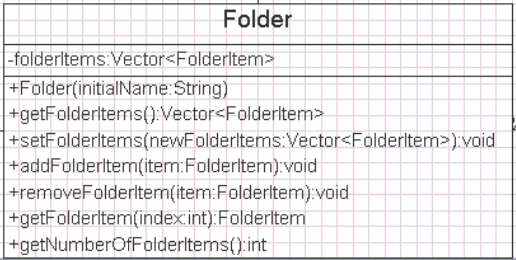 Folder
-folderItems:Vector<FolderItem>
+Folder(initialName:String)
+getFolderItems():Vector<FolderItem>
+setFolderItems(newFolderItems:Vector<FolderItem>):void
+addFolderItem(item:FolderItem):void
+removeFolderItem(item:FolderItem):void
+getFolderItem(index:int):FolderItem
+getNumberOfFolderItems():int